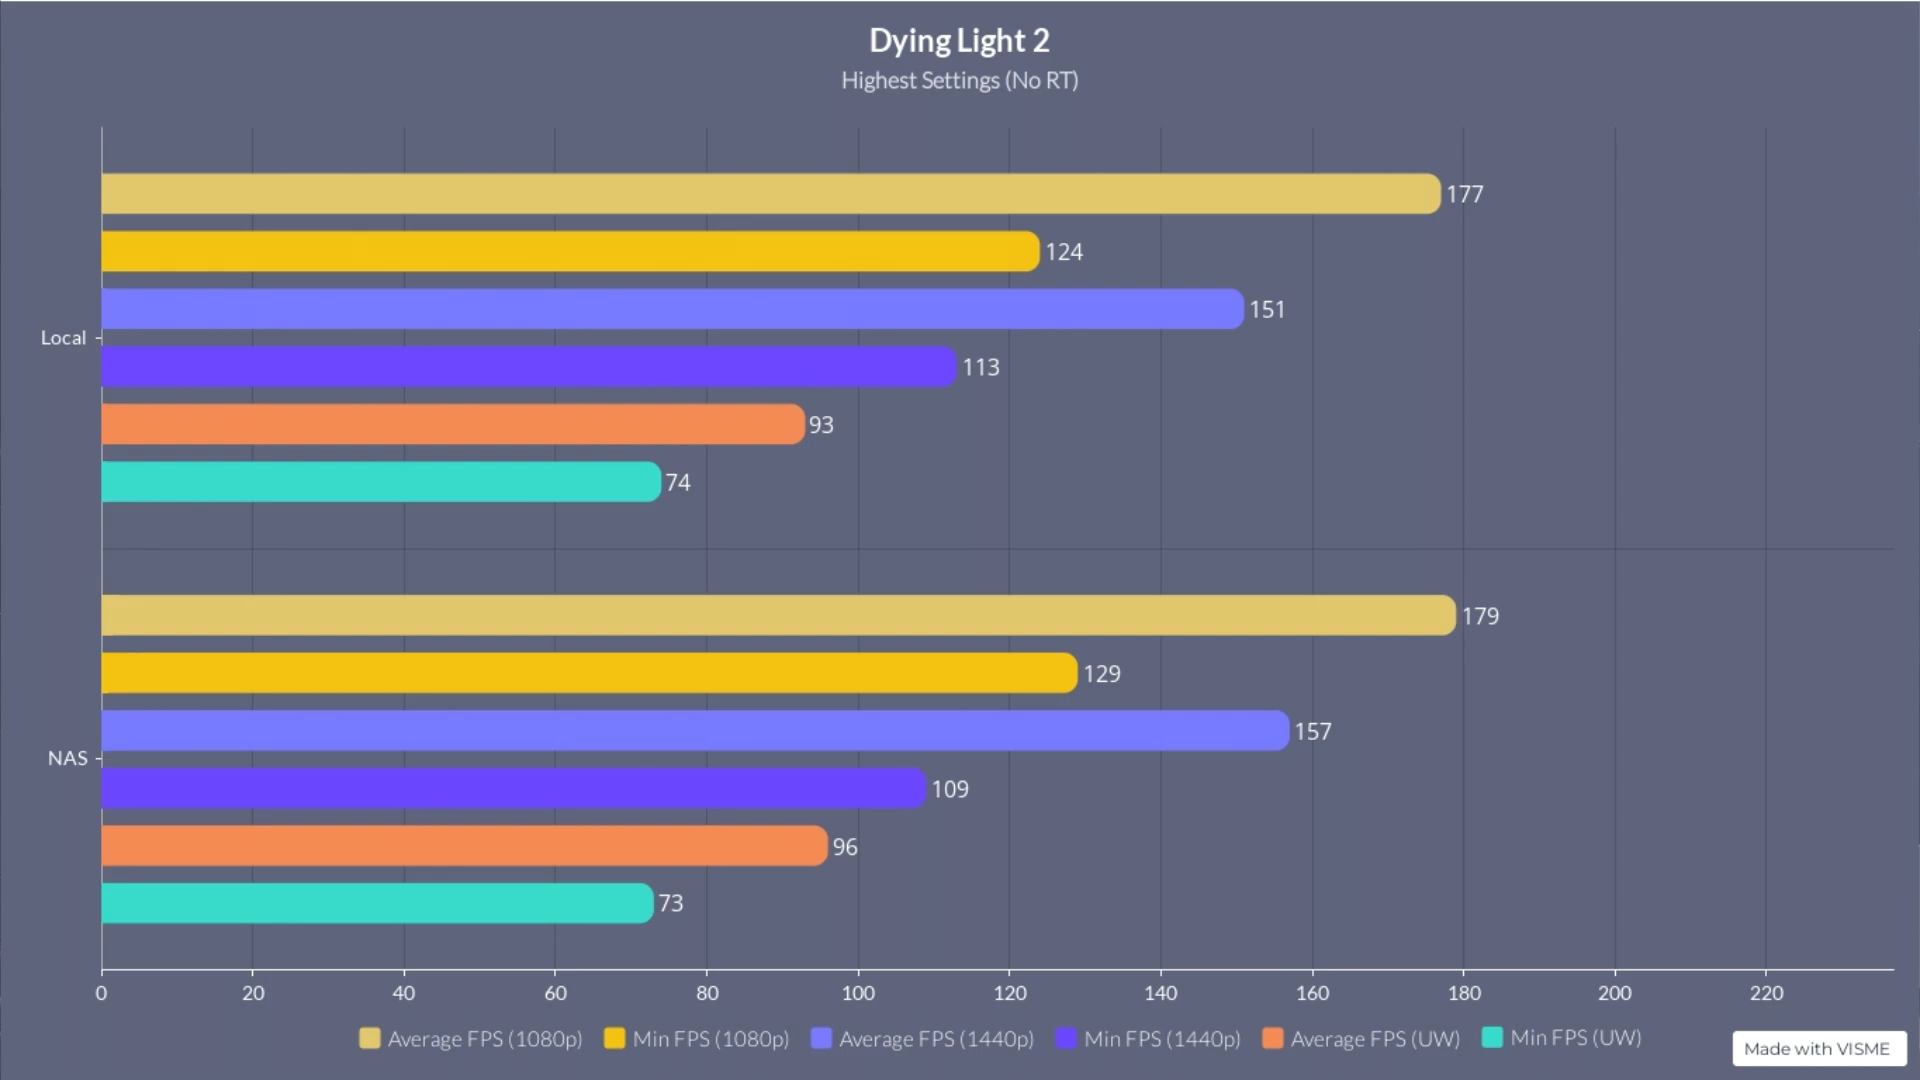 Dying Light 2
Highest Settings (No RT)
177
124
151
Local
113
93
74
179
129
157
NAS
109
96
73
0 20 40 60 80 100 120 140 160 180 200 220
Average FPS (1080p) Min FPS (1080p) Average FPS (1440p) Min FPS (1440p) Average FPS (UW) Min FPS (UW)
Made with VISME